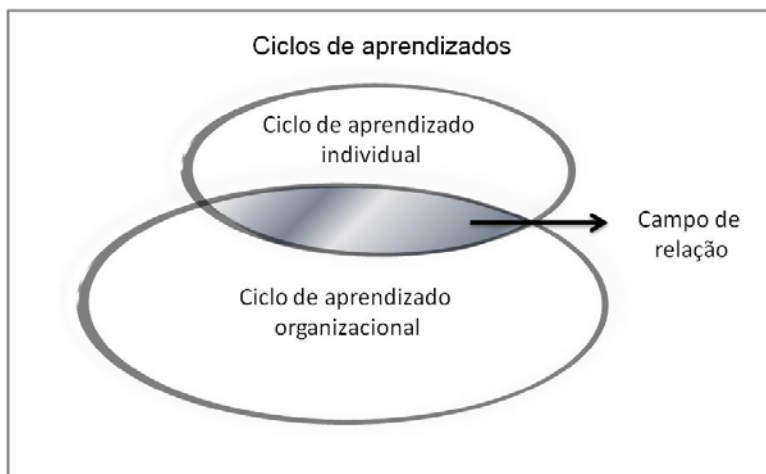 Ciclos de aprendizados
Ciclo de aprendizado
individual
Campo de
relação
Ciclo de aprendizado
organizacional